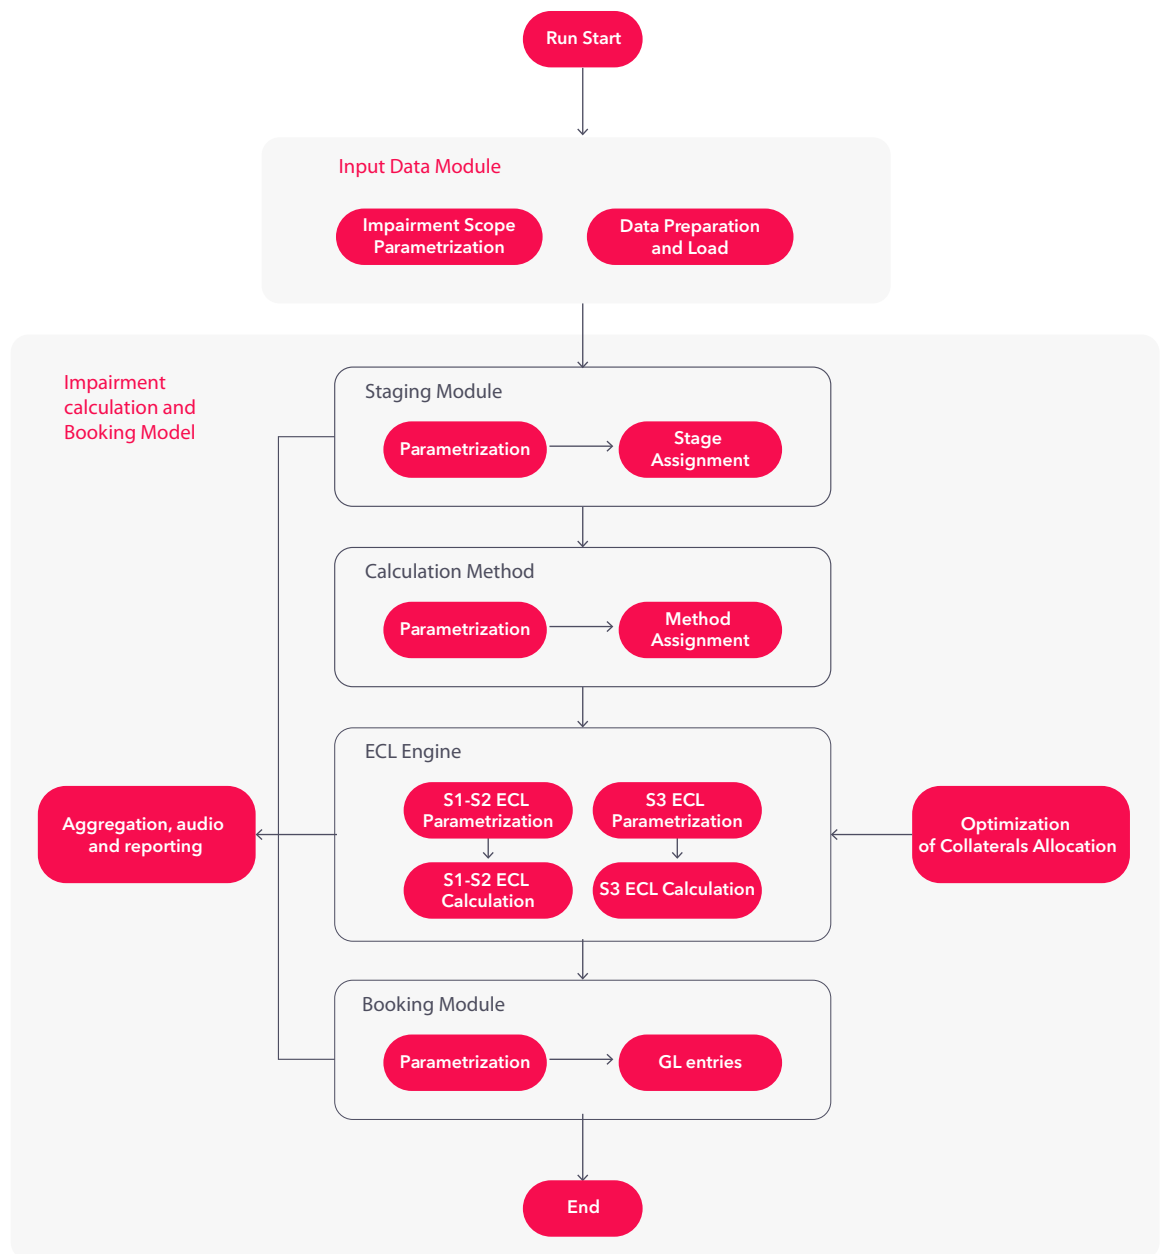 Run Start
Input Data Module
Impairment Scope
Parametrization
Data Preparation
and Load
Impairment
calculation and
Booking Model
Staging Module
Parametrization
Stage
Assignment
Calculation Method
Parametrization
Method
Assignment
ECL Engine
S1-S2 ECL
Parametrization
S3 ECL
Parametrization
S1-S2 ECL
Calculation
S3 ECL Calculation
Aggregation, audio
and reporting
Optimization
of Collaterals Allocation
Booking Module
Parametrization
GL entries
End